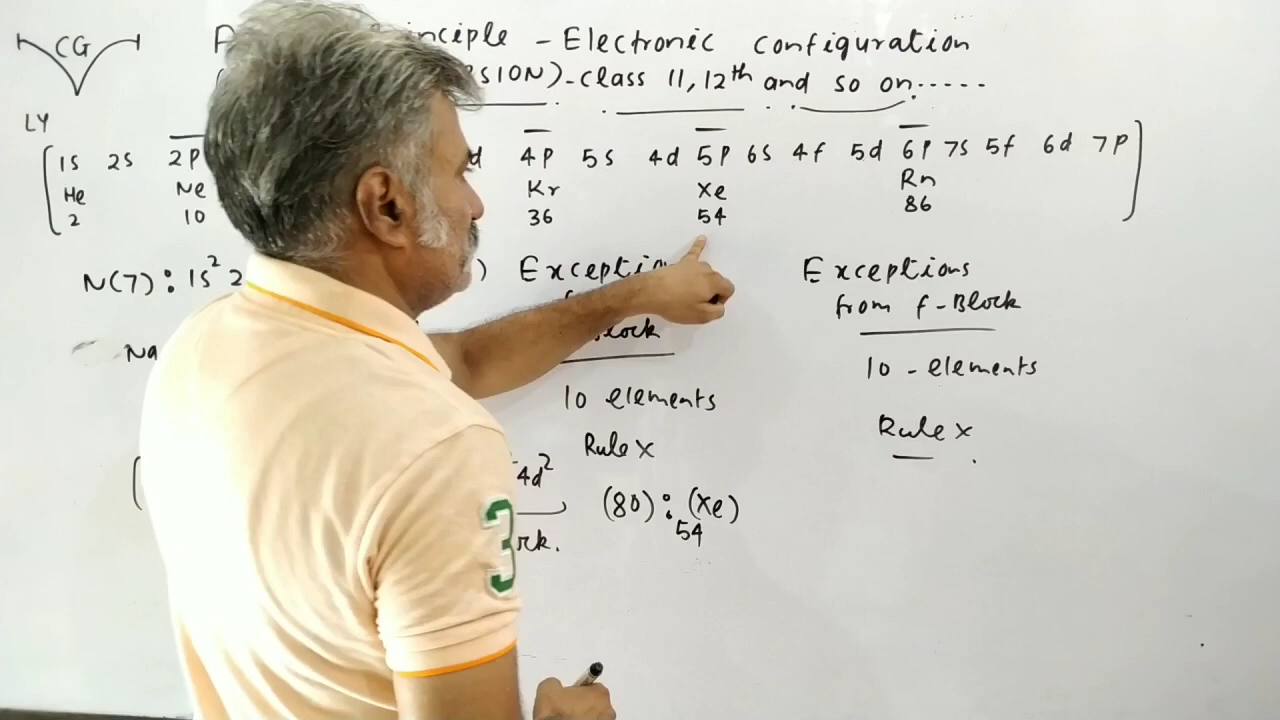 CG
inciple - Electronic configuration
SION) - class 11, 12th and so on.....
LY
1s 2s 2p d 4p 5s 4d 5p 6s 4f 5d 6p 7s 5f 6d 7p
He Ne Kr Xe Rn
2 10 36 54 86
N(7) : 1s² 2 ) Exceptio
Exceptions
from f-Block
lock
Na
10 elements
10 - elements
Rule x
Rule x
4d²
(80) : (Xe)
54
rk.
3